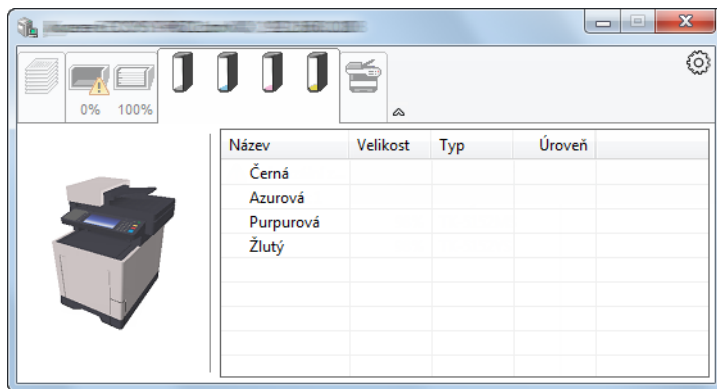 0% 100%
Název Velikost Typ Úroveň
Černá
Azurová
Purpurová
Žlutý